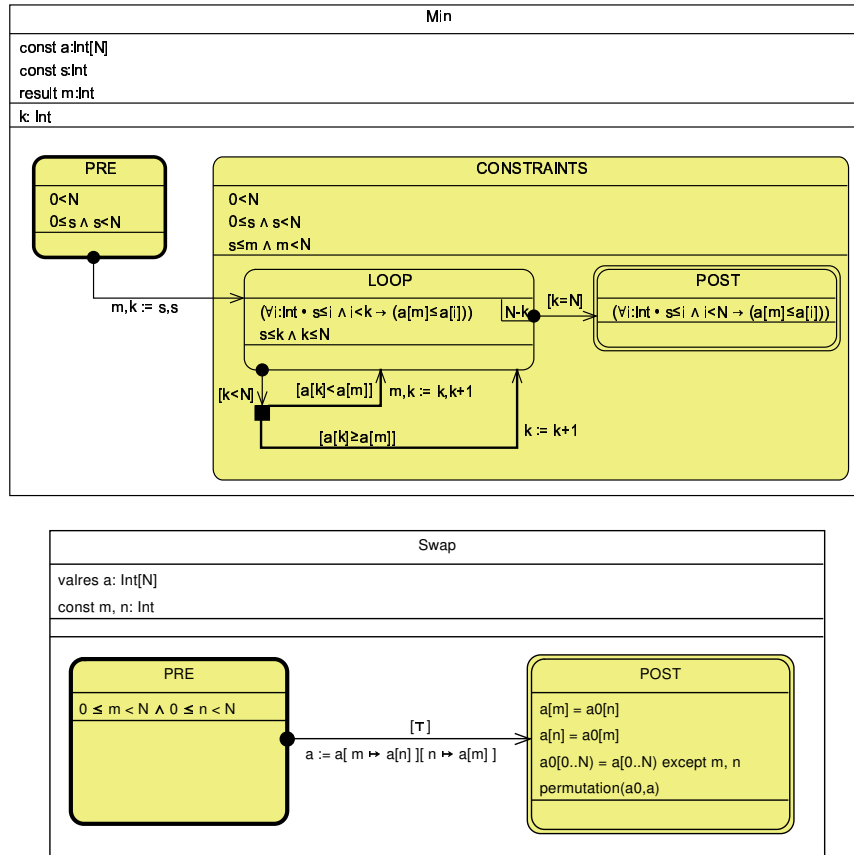 Min
const a:Int[N]
const s:Int
result m:Int
k: Int
PRE
0<N
0≤s ∧ s<N
m,k := s,s
CONSTRAINTS
0<N
0≤s ∧ s<N
s≤m ∧ m<N
LOOP
(∀i:Int • s≤i ∧ i<k → (a[m]≤a[i]))
s≤k ∧ k≤N
N-k
[k=N]
POST
(∀i:Int • s≤i ∧ i<N → (a[m]≤a[i]))
[k<N]
[a[k]<a[m]]
m,k := k,k+1
[a[k]≥a[m]]
k := k+1
Swap
valres a: Int[N]
const m, n: Int
PRE
0 ≤ m < N ∧ 0 ≤ n < N
[⊤]
a := a[ m ↦ a[n] ][ n ↦ a[m] ]
POST
a[m] = a0[n]
a[n] = a0[m]
a0[0..N) = a[0..N) except m, n
permutation(a0,a)